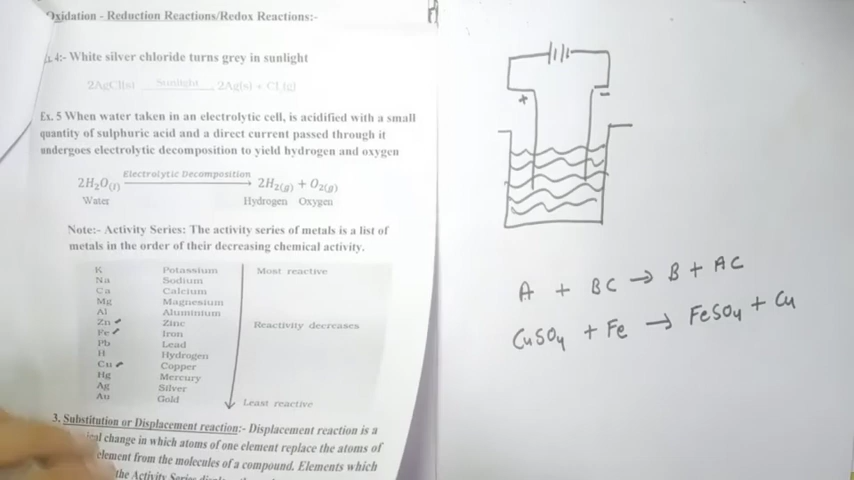 Oxidation - Reduction Reactions/Redox Reactions:-
4:- White silver chloride turns grey in sunlight
2AgCl(s) Sunlight 2Ag(s) + Cl₂(g)
Ex. 5 When water taken in an electrolytic cell, is acidified with a small
quantity of sulphuric acid and a direct current passed through it
undergoes electrolytic decomposition to yield hydrogen and oxygen
Electrolytic Decomposition
2H₂O(l) → 2H₂(g) + O₂(g)
Water Hydrogen Oxygen
Note:- Activity Series: The activity series of metals is a list of
metals in the order of their decreasing chemical activity.
K Potassium Most reactive
Na Sodium
Ca Calcium
Mg Magnesium
Al Aluminium
Zn ✓ Zinc Reactivity decreases
Fe ✓ Iron
Pb Lead
H Hydrogen
Cu ✓ Copper
Hg Mercury
Ag Silver
Au Gold Least reactive
3. Substitution or Displacement reaction:- Displacement reaction is a
change in which atoms of one element replace the atoms of
element from the molecules of a compound. Elements which
the Activity Series
+ −
A + BC → B + AC
CuSO₄ + Fe → FeSO₄ + Cu